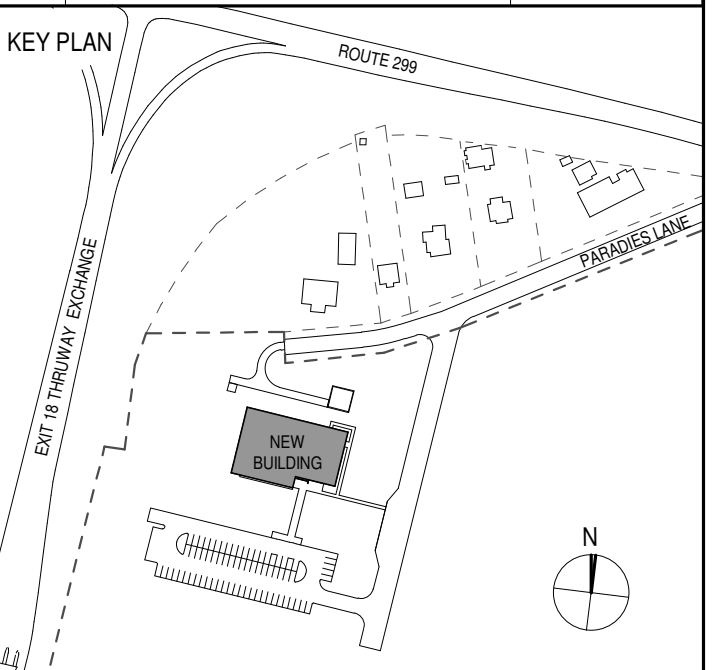 KEY PLAN
ROUTE 299
PARADIES LANE
EXIT 18 THRUWAY EXCHANGE
NEW
BUILDING
N